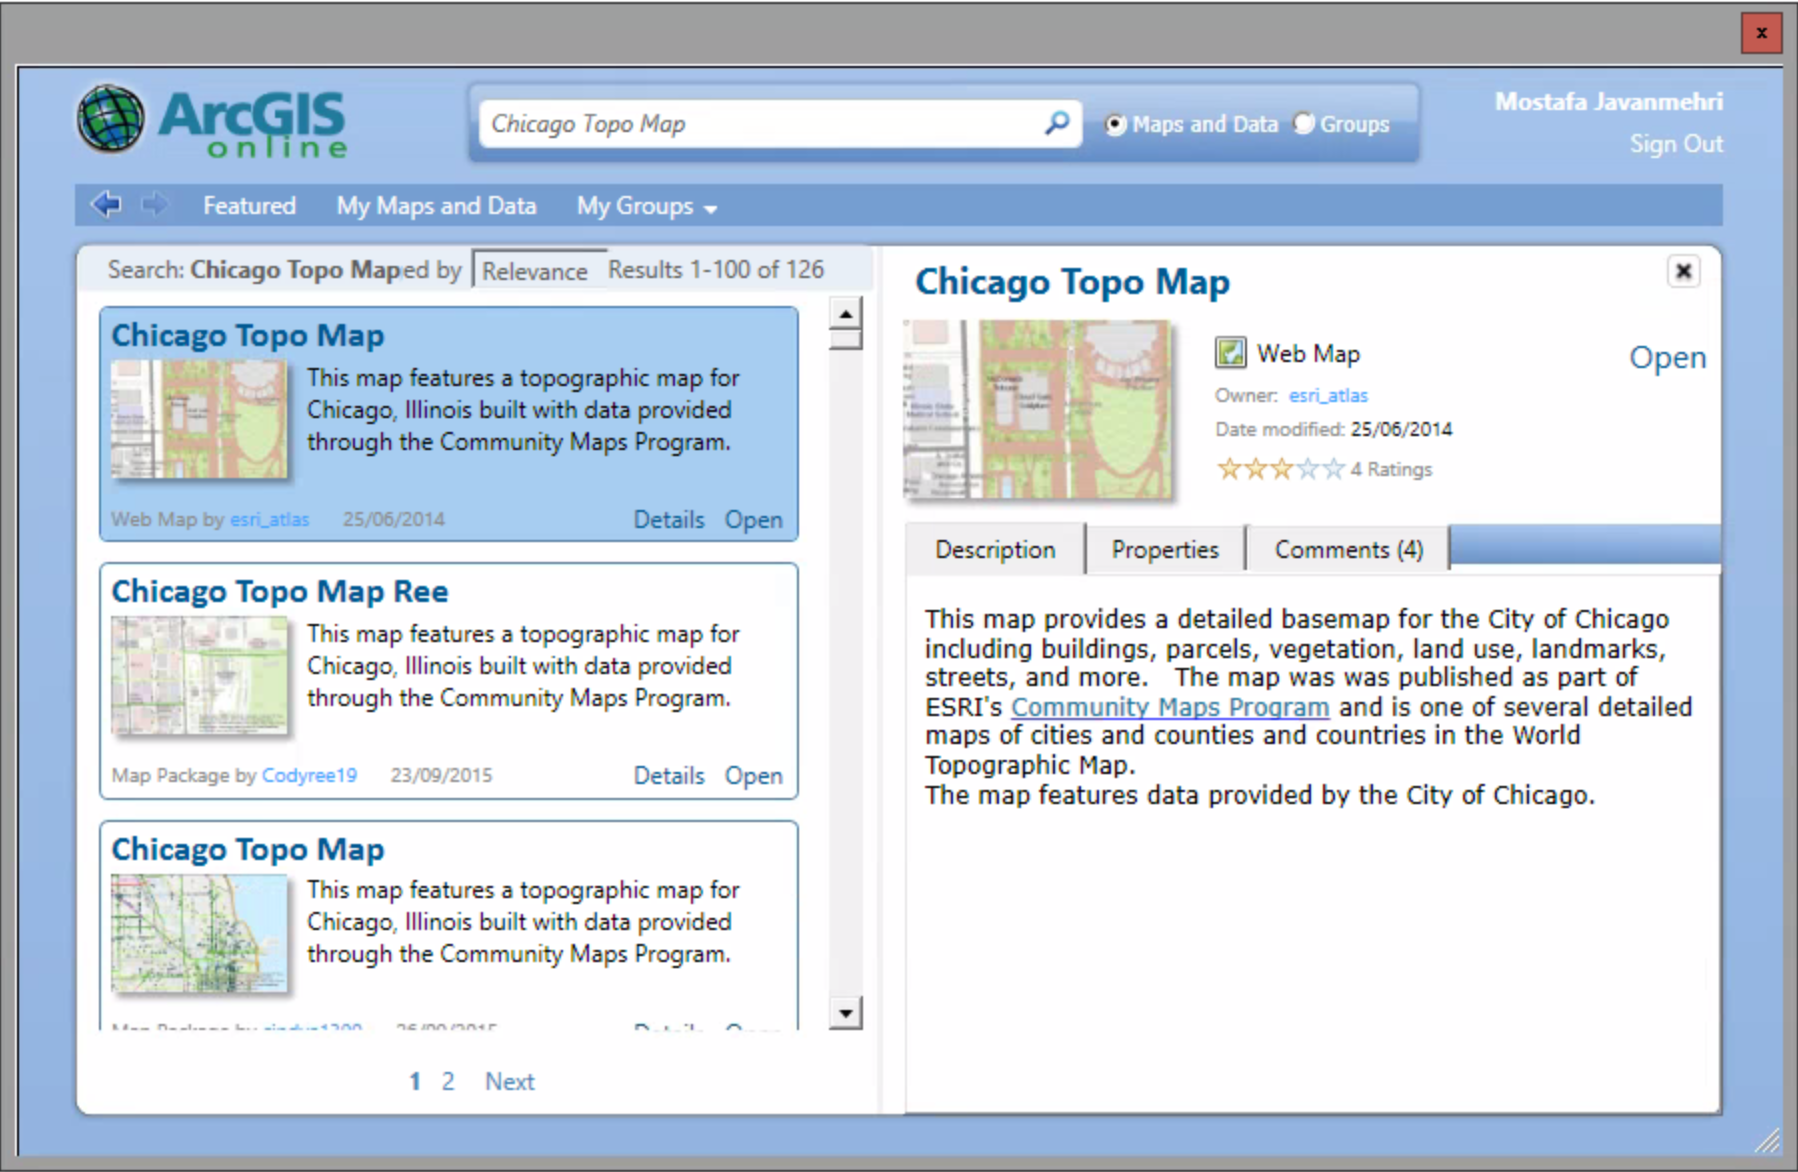 x
ArcGIS
online
Chicago Topo Map
Maps and Data
Groups
Mostafa Javanmehri
Sign Out
Featured
My Maps and Data
My Groups
Search: Chicago Topo Map ed by Relevance Results 1-100 of 126
Chicago Topo Map
This map features a topographic map for
Chicago, Illinois built with data provided
through the Community Maps Program.
Web Map by esri_atlas 25/06/2014 Details Open
Chicago Topo Map Ree
This map features a topographic map for
Chicago, Illinois built with data provided
through the Community Maps Program.
Map Package by Codyree19 23/09/2015 Details Open
Chicago Topo Map
This map features a topographic map for
Chicago, Illinois built with data provided
through the Community Maps Program.
Map Package by
Details Open
1 2 Next
Chicago Topo Map
Web Map
Open
Owner: esri_atlas
Date modified: 25/06/2014
4 Ratings
Description
Properties
Comments (4)
This map provides a detailed basemap for the City of Chicago
including buildings, parcels, vegetation, land use, landmarks,
streets, and more. The map was was published as part of
ESRI's Community Maps Program and is one of several detailed
maps of cities and counties and countries in the World
Topographic Map.
The map features data provided by the City of Chicago.